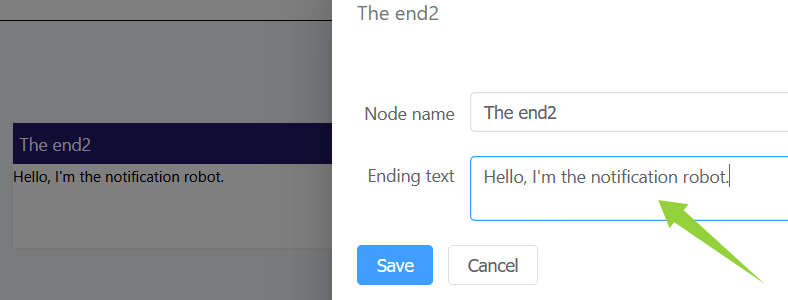 The end2
Node name The end2
The end2
Hello, I'm the notification robot.
Ending text Hello, I'm the notification robot.
Save Cancel